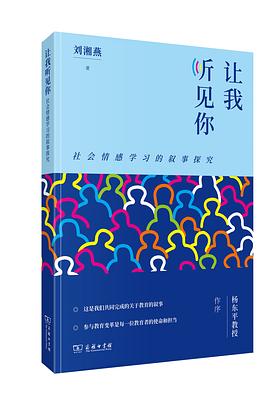 让我听见你
社会情感学习的叙事探究
刘湘燕
著
让我
听见你
社会情感学习的叙事探究
这是我们共同完成的关于教育的叙事
参与教育变革是每一位教育者的使命和担当
杨东平教授
作序
商务印书馆